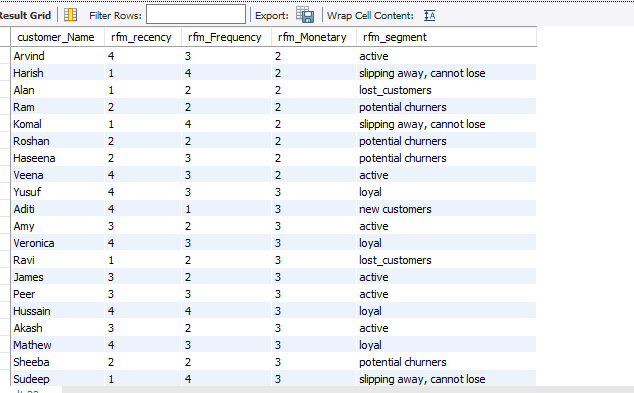 Result Grid Filter Rows: Export: Wrap Cell Content:
customer_Name rfm_recency rfm_Frequency rfm_Monetary rfm_segment
Arvind 4 3 2 active
Harish 1 4 2 slipping away, cannot lose
Alan 1 2 2 lost_customers
Ram 2 2 2 potential churners
Komal 1 4 2 slipping away, cannot lose
Roshan 2 2 2 potential churners
Haseena 2 3 2 potential churners
Veena 4 3 2 active
Yusuf 4 3 3 loyal
Aditi 4 1 3 new customers
Amy 3 2 3 active
Veronica 4 3 3 loyal
Ravi 1 2 3 lost_customers
James 3 2 3 active
Peer 3 3 3 active
Hussain 4 4 3 loyal
Akash 3 2 3 active
Mathew 4 3 3 loyal
Sheeba 2 2 3 potential churners
Sudeep 1 4 3 slipping away, cannot lose